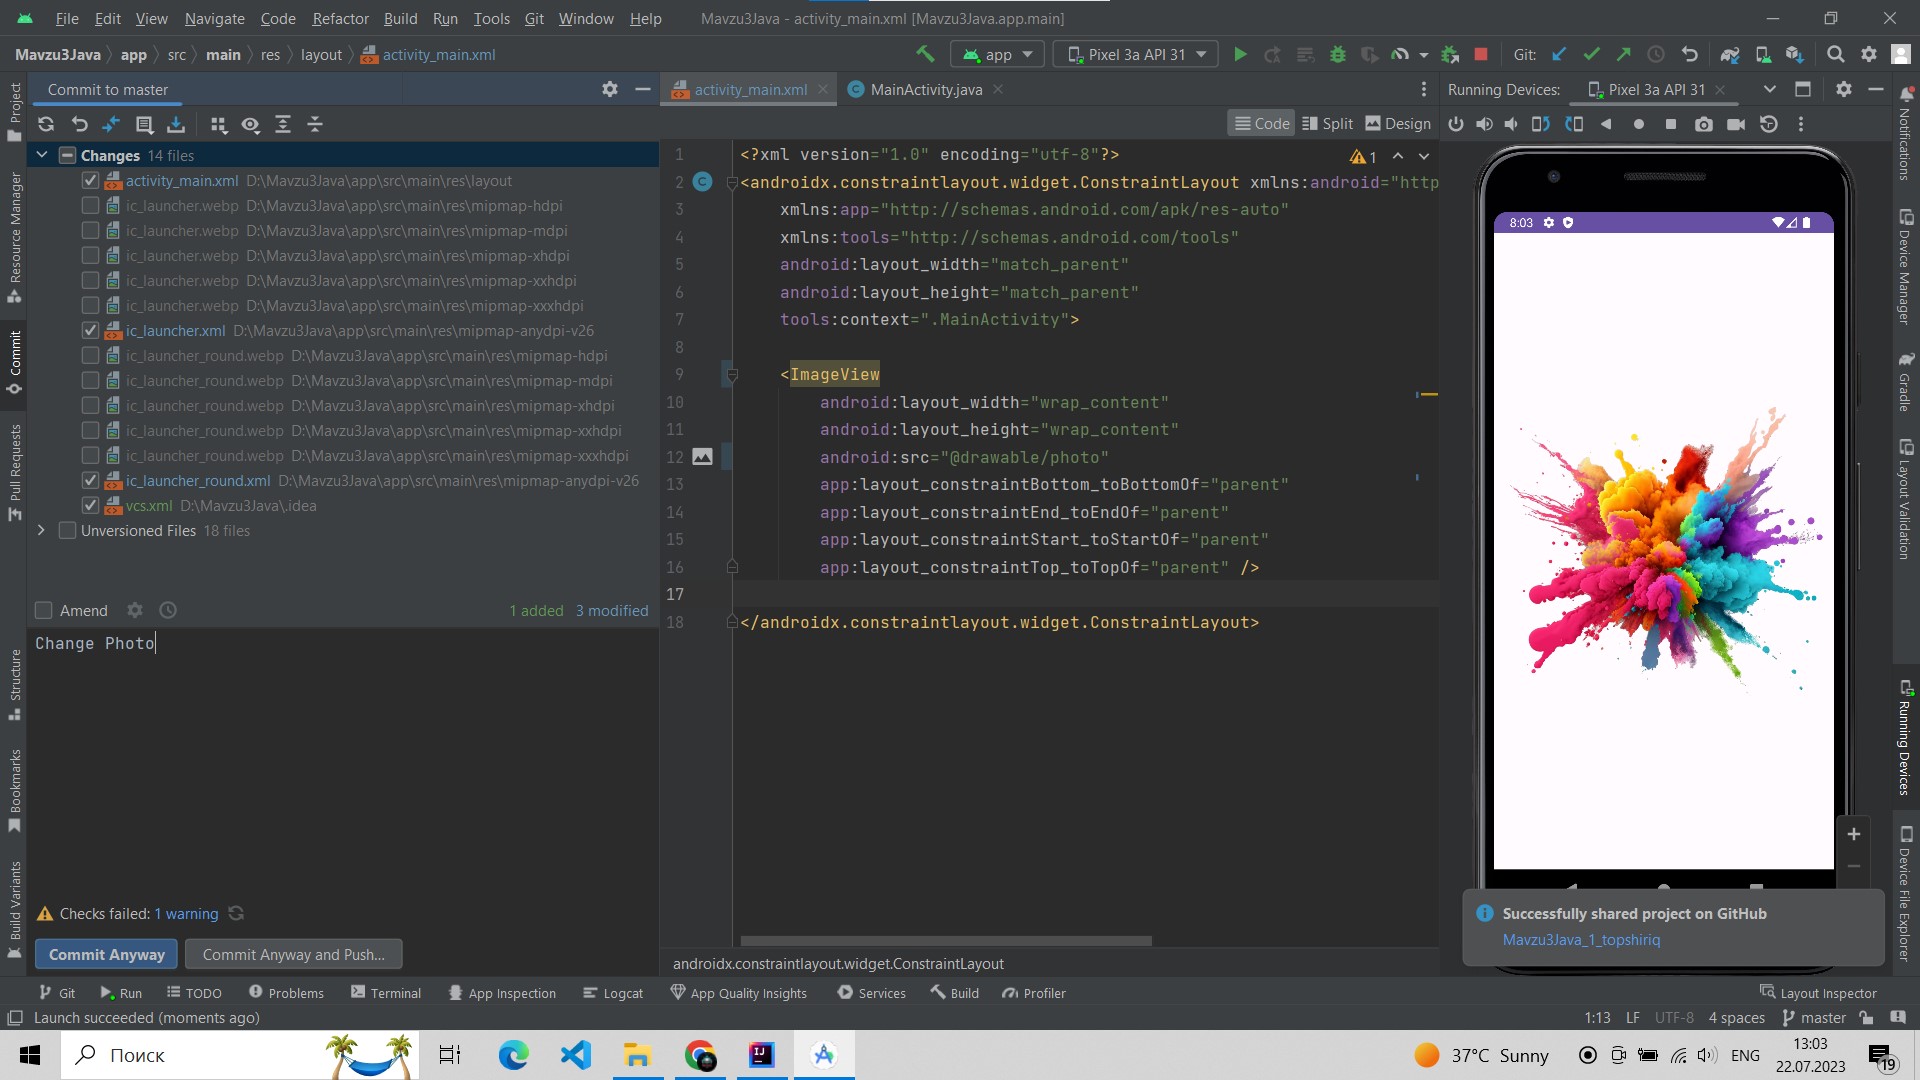 File Edit View Navigate Code Refactor Build Run Tools Git Window Help Mavzu3Java - activity_main.xml [Mavzu3Java.app.main]
Mavzu3Java app src main res layout activity_main.xml app Pixel 3a API 31 Git:
Commit to master
activity_main.xml MainActivity.java
Running Devices: Pixel 3a API 31
Code Split Design
Project
Resource Manager
Commit
Pull Requests
Structure
Bookmarks
Build Variants
Changes 14 files
activity_main.xml D:\Mavzu3Java\app\src\main\res\layout
ic_launcher.webp D:\Mavzu3Java\app\src\main\res\mipmap-hdpi
ic_launcher.webp D:\Mavzu3Java\app\src\main\res\mipmap-mdpi
ic_launcher.webp D:\Mavzu3Java\app\src\main\res\mipmap-xhdpi
ic_launcher.webp D:\Mavzu3Java\app\src\main\res\mipmap-xxhdpi
ic_launcher.webp D:\Mavzu3Java\app\src\main\res\mipmap-xxxhdpi
ic_launcher.xml D:\Mavzu3Java\app\src\main\res\mipmap-anydpi-v26
ic_launcher_round.webp D:\Mavzu3Java\app\src\main\res\mipmap-hdpi
ic_launcher_round.webp D:\Mavzu3Java\app\src\main\res\mipmap-mdpi
ic_launcher_round.webp D:\Mavzu3Java\app\src\main\res\mipmap-xhdpi
ic_launcher_round.webp D:\Mavzu3Java\app\src\main\res\mipmap-xxhdpi
ic_launcher_round.webp D:\Mavzu3Java\app\src\main\res\mipmap-xxxhdpi
ic_launcher_round.xml D:\Mavzu3Java\app\src\main\res\mipmap-anydpi-v26
vcs.xml D:\Mavzu3Java\.idea
Unversioned Files 18 files
Amend 1 added 3 modified
Change Photo
Checks failed: 1 warning
Commit Anyway Commit Anyway and Push...
1 <?xml version="1.0" encoding="utf-8"?> 1
2 <androidx.constraintlayout.widget.ConstraintLayout xmlns:android="http
3 xmlns:app="http://schemas.android.com/apk/res-auto"
4 xmlns:tools="http://schemas.android.com/tools"
5 android:layout_width="match_parent"
6 android:layout_height="match_parent"
7 tools:context=".MainActivity">
8
9 <ImageView
10 android:layout_width="wrap_content"
11 android:layout_height="wrap_content"
12 android:src="@drawable/photo"
13 app:layout_constraintBottom_toBottomOf="parent"
14 app:layout_constraintEnd_toEndOf="parent"
15 app:layout_constraintStart_toStartOf="parent"
16 app:layout_constraintTop_toTopOf="parent" />
17
18 </androidx.constraintlayout.widget.ConstraintLayout>
androidx.constraintlayout.widget.ConstraintLayout
8:03
Successfully shared project on GitHub
Mavzu3Java_1_topshiriq
Notifications
Device Manager
Gradle
Layout Validation
Running Devices
Device File Explorer
Git Run TODO Problems Terminal App Inspection Logcat App Quality Insights Services Build Profiler Layout Inspector
Launch succeeded (moments ago) 1:13 LF UTF-8 4 spaces master
Поиск 37°C Sunny ENG 13:03
22.07.2023 19